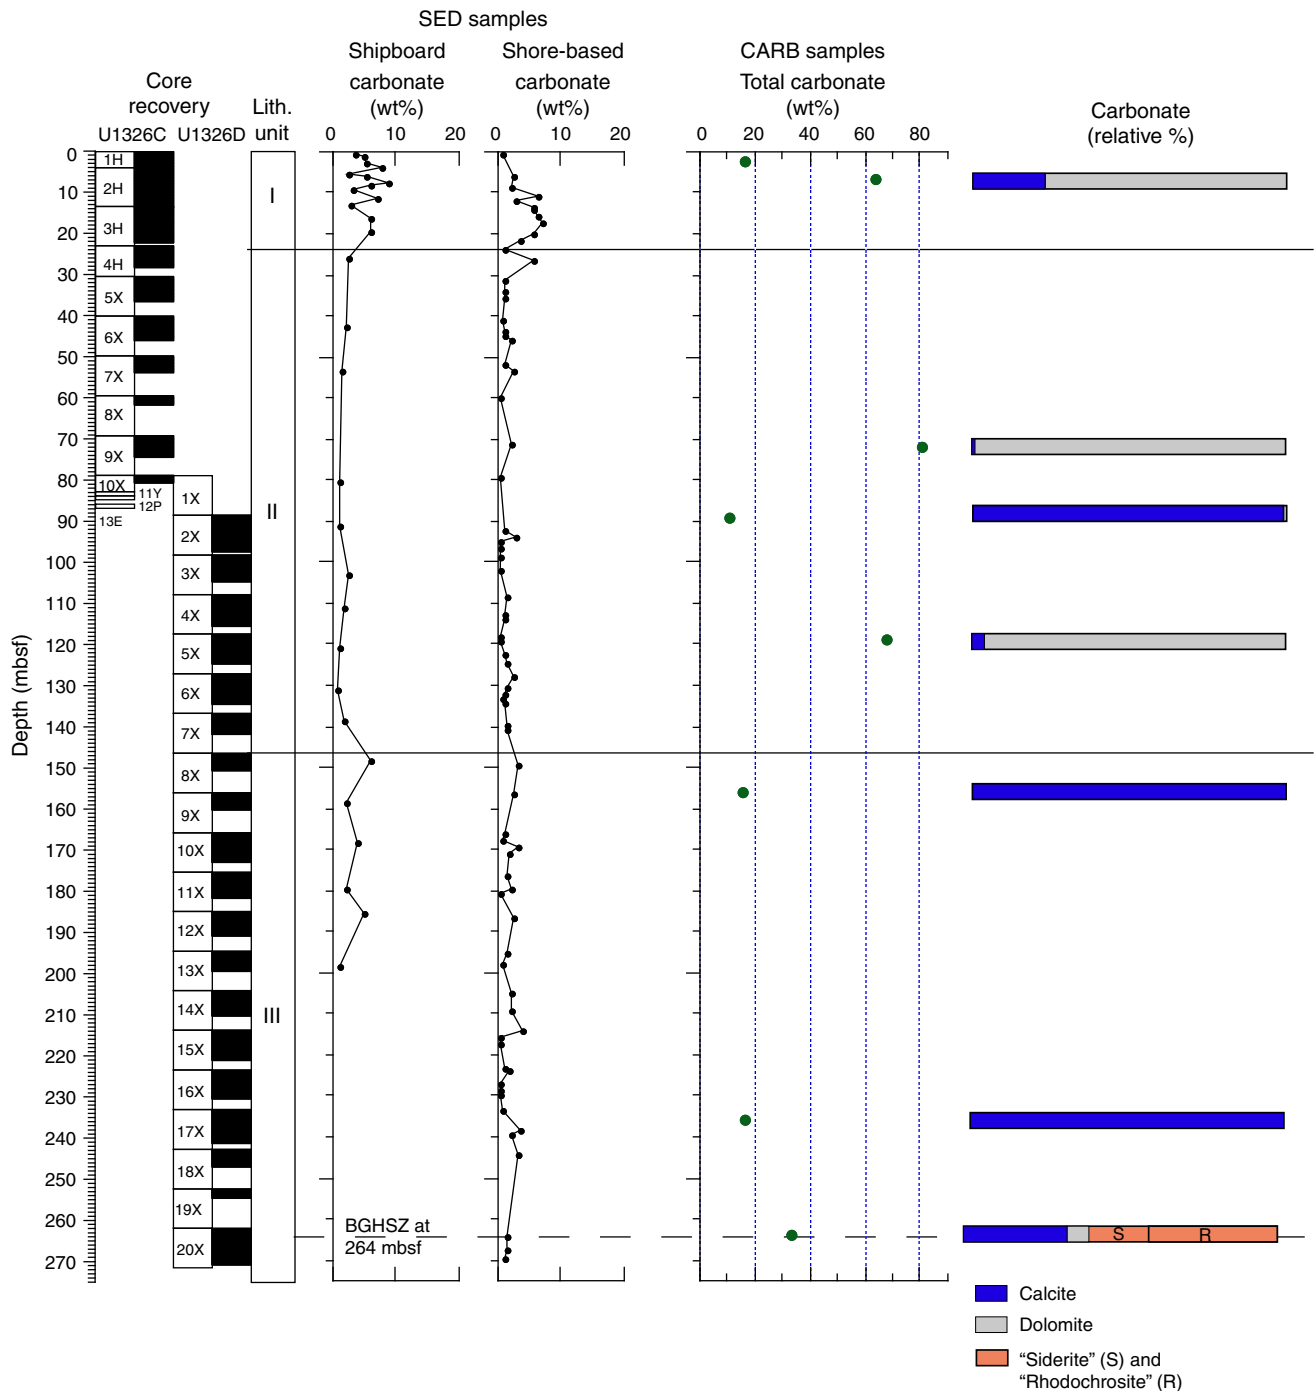 SED samples
Shipboard
carbonate
(wt%)
Shore-based
carbonate
(wt%)
CARB samples
Total carbonate
(wt%)
Carbonate
(relative %)
Core
recovery
U1326C U1326D
Lith.
unit
0 10 20
0 10 20
0 20 40 60 80
Depth (mbsf)
0
10
20
30
40
50
60
70
80
90
100
110
120
130
140
150
160
170
180
190
200
210
220
230
240
250
260
270
1H
2H
3H
4H
5X
6X
7X
8X
9X
10X
11Y
12P
13E
1X
2X
3X
4X
5X
6X
7X
8X
9X
10X
11X
12X
13X
14X
15X
16X
17X
18X
19X
20X
I
II
III
BGHSZ at
264 mbsf
S R
Calcite
Dolomite
“Siderite” (S) and
“Rhodochrosite” (R)